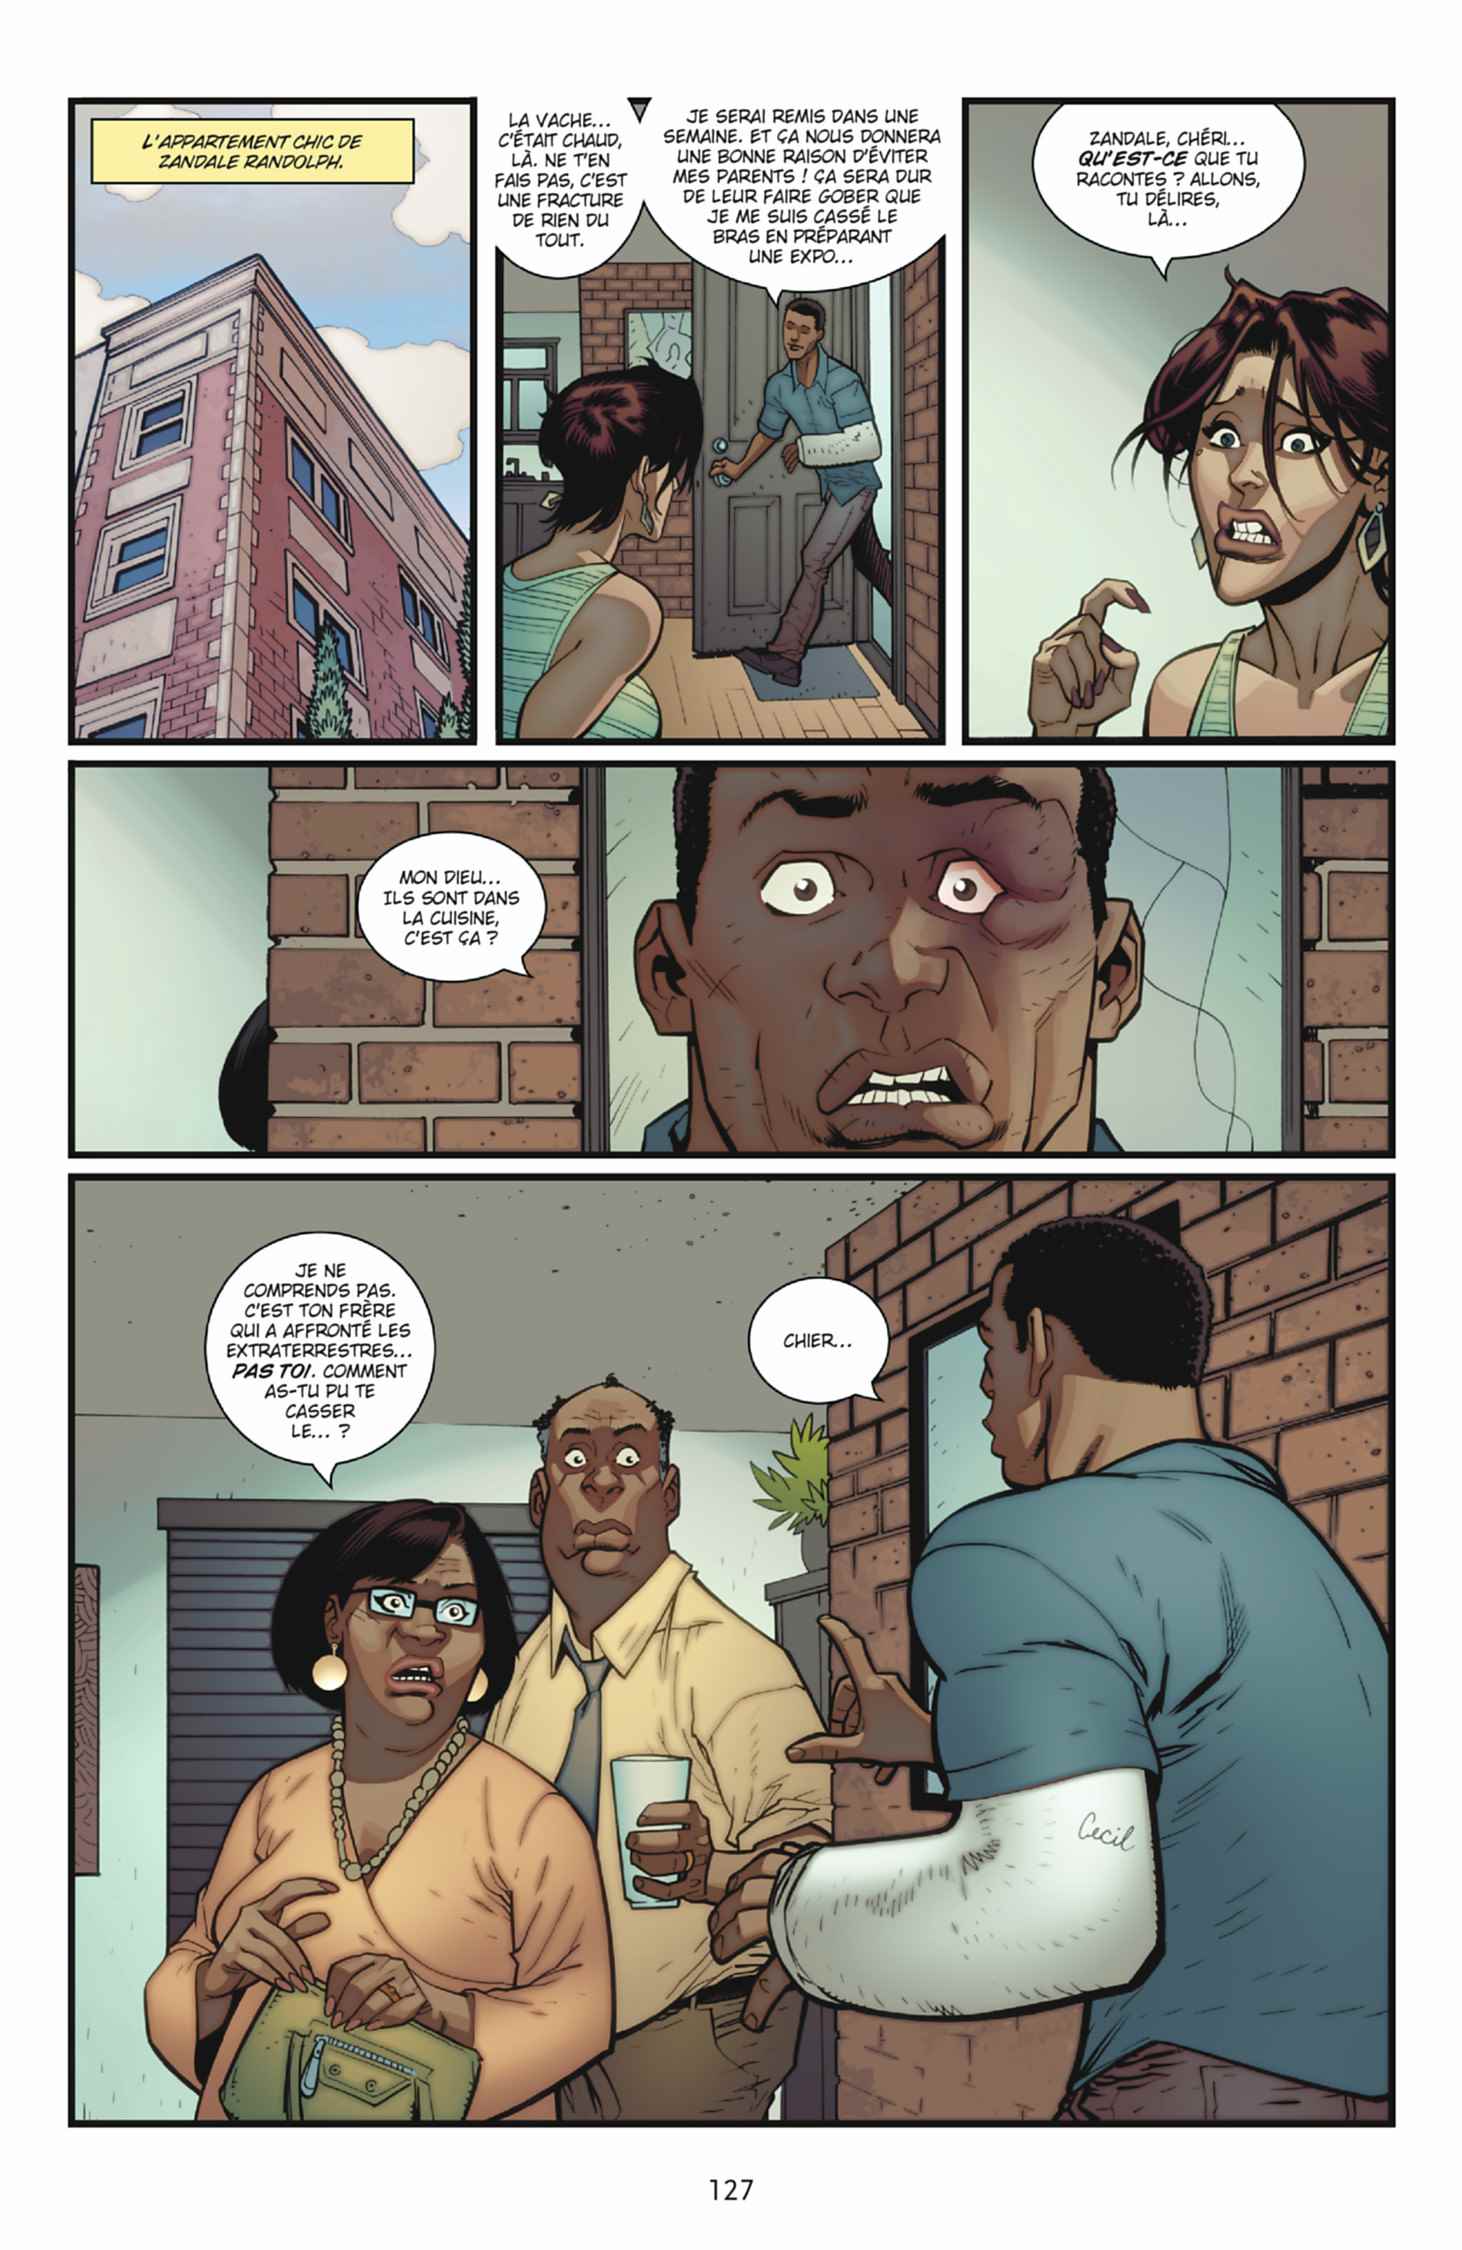 L'APPARTEMENT CHIC DE
ZANDALE RANDOLPH.
LA VACHE...
C'ÉTAIT CHAUD,
LÀ. NE T'EN
FAIS PAS, C'EST
UNE FRACTURE
DE RIEN DU
TOUT.
JE SERAI REMIS DANS UNE
SEMAINE. ET ÇA NOUS DONNERA
UNE BONNE RAISON D'ÉVITER
MES PARENTS ! ÇA SERA DUR
DE LEUR FAIRE GOBER QUE
JE ME SUIS CASSÉ LE
BRAS EN PRÉPARANT
UNE EXPO...
ZANDALE, CHÉRI...
QU'EST-CE QUE TU
RACONTES ? ALLONS,
TU DÉLIRES,
LÀ...
MON DIEU...
ILS SONT DANS
LA CUISINE,
C'EST ÇA ?
JE NE
COMPRENDS PAS.
C'EST TON FRÈRE
QUI A AFFRONTÉ LES
EXTRATERRESTRES...
PAS TOI. COMMENT
AS-TU PU TE
CASSER
LE... ?
CHIER...
Cecil
127